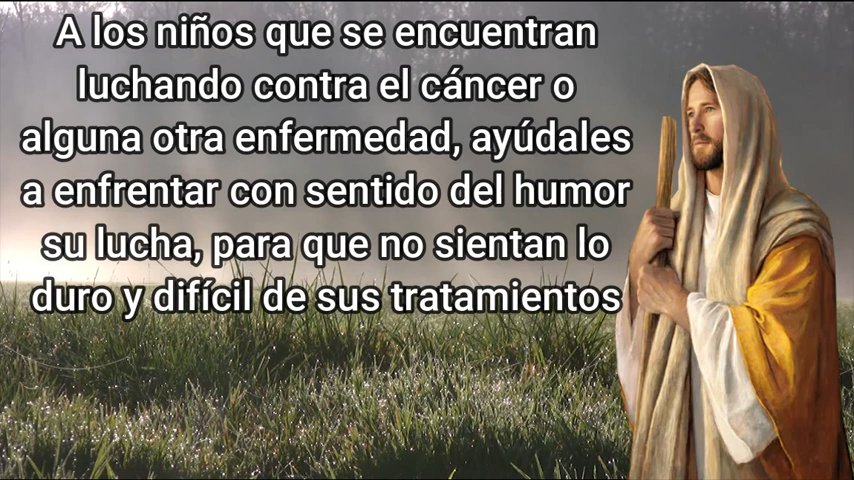 A los niños que se encuentran
luchando contra el cáncer o
alguna otra enfermedad, ayúdales
a enfrentar con sentido del humor
su lucha, para que no sientan lo
duro y difícil de sus tratamientos